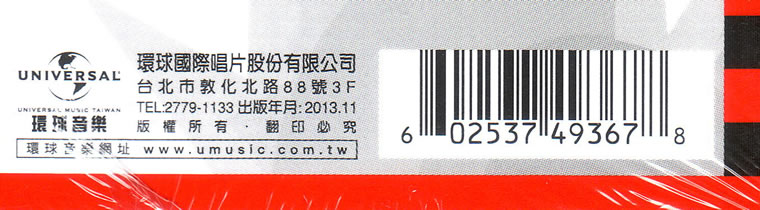 UNIVERSAL
UNIVERSAL MUSIC TAIWAN
環球音樂
環球國際唱片股份有限公司
台北市敦化北路88號3F
TEL:2779-1133 出版年月:2013.11
版權所有．翻印必究
環球音樂網址 www.umusic.com.tw
6 02537 49367 8